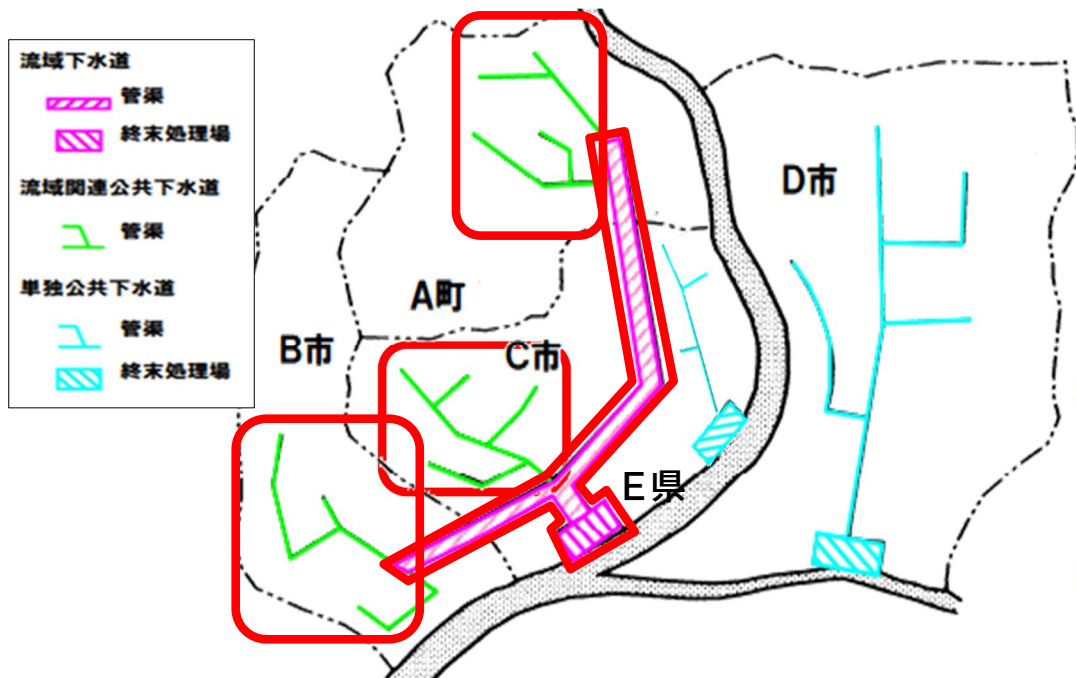 流域下水道
管渠
終末処理場
流域関連公共下水道
管渠
単独公共下水道
管渠
終末処理場
D市
A町
B市
C市
E県